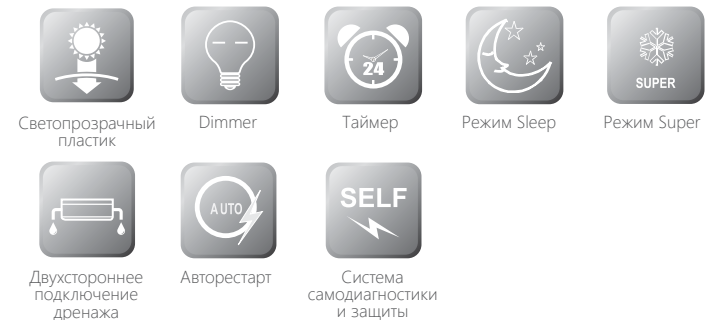 24
SUPER
Светопрозрачный
пластик
Dimmer
Таймер
Режим Sleep
Режим Super
AUTO
SELF
Двухстороннее
подключение
дренажа
Авторестарт
Система
самодиагностики
и защиты